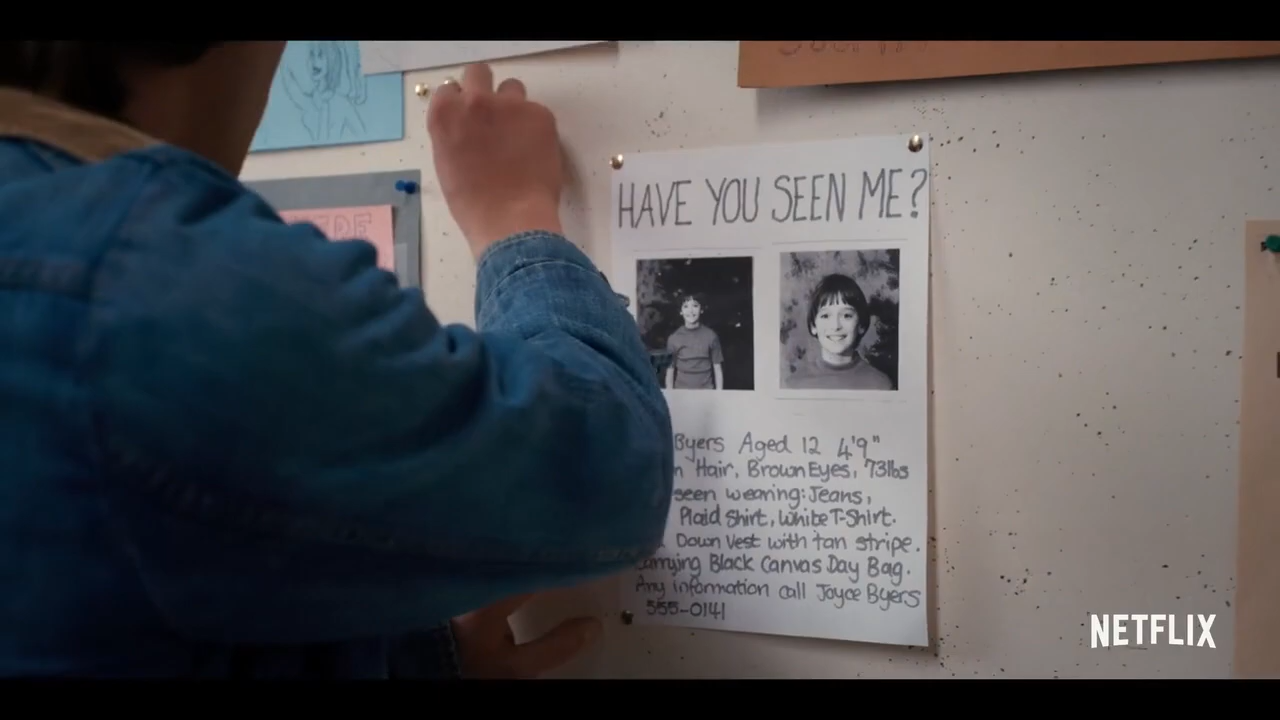 HAVE YOU SEEN ME?
Byers Aged 12 4'9"
Hair, Brown Eyes, 73lbs
seen wearing: Jeans,
Plaid Shirt, White T-Shirt.
Down Vest with tan stripe.
Carrying Black Canvas Day Bag.
Any information call Joyce Byers
555-0141
NETFLIX